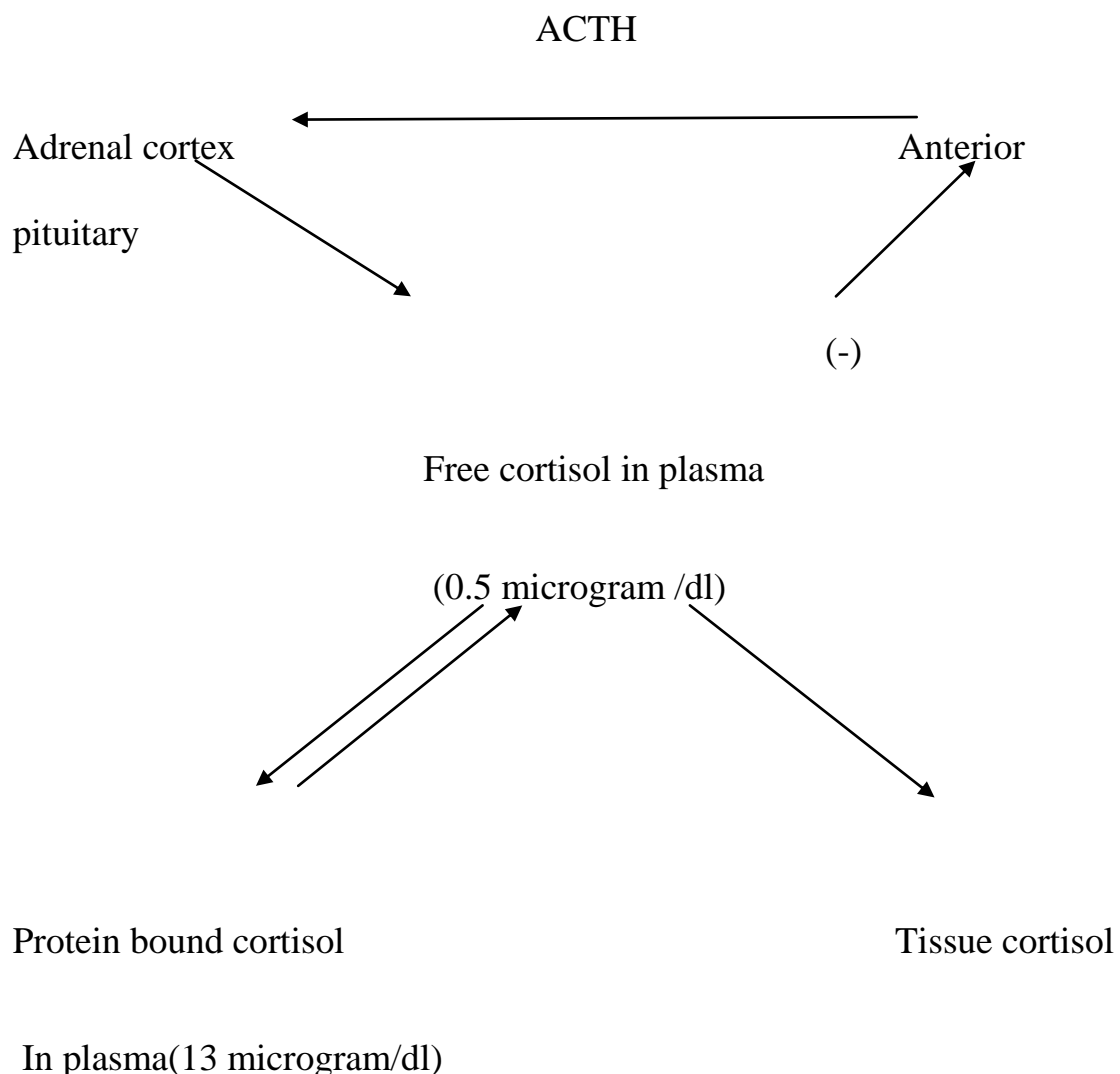 ACTH
Adrenal cortex Anterior
pituitary
(-)
Free cortisol in plasma
(0.5 microgram /dl)
Protein bound cortisol Tissue cortisol
In plasma(13 microgram/dl)